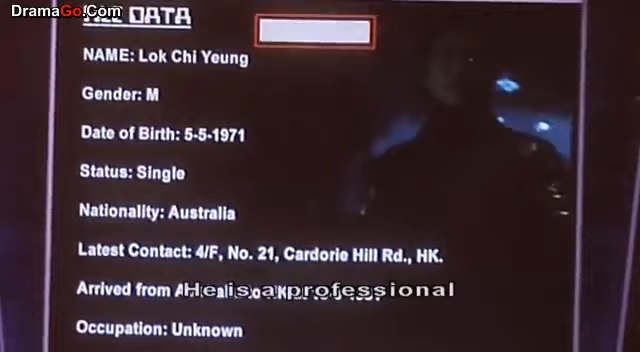 DramaGo.Com
DATA
NAME: Lok Chi Yeung
Gender: M
Date of Birth: 5-5-1971
Status: Single
Nationality: Australia
Latest Contact: 4/F, No. 21, Cardorie Hill Rd., HK.
Arrived from
He is a professional
Occupation: Unknown